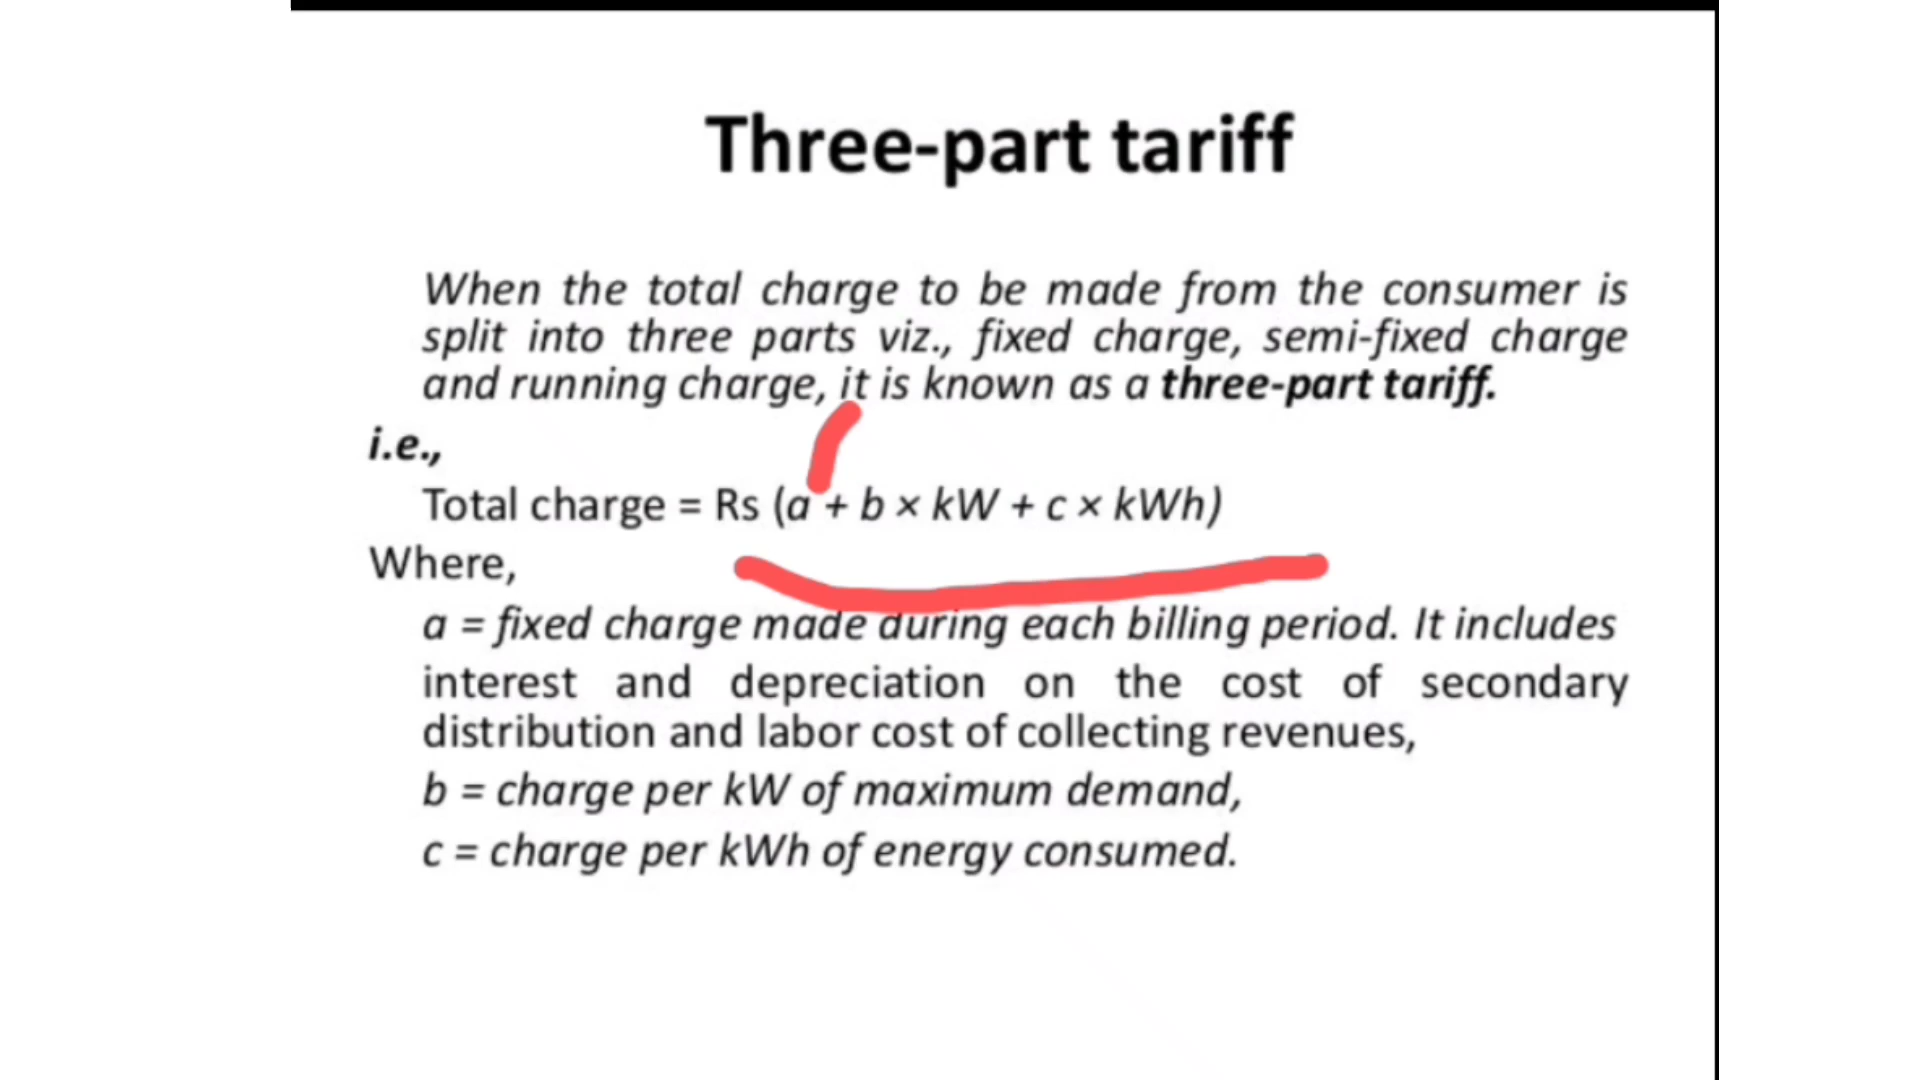 Three-part tariff
When the total charge to be made from the consumer is
split into three parts viz., fixed charge, semi-fixed charge
and running charge, it is known as a three-part tariff.
i.e.,
Total charge = Rs (a + b × kW + c × kWh)
Where,
a = fixed charge made during each billing period. It includes
interest and depreciation on the cost of secondary
distribution and labor cost of collecting revenues,
b = charge per kW of maximum demand,
c = charge per kWh of energy consumed.